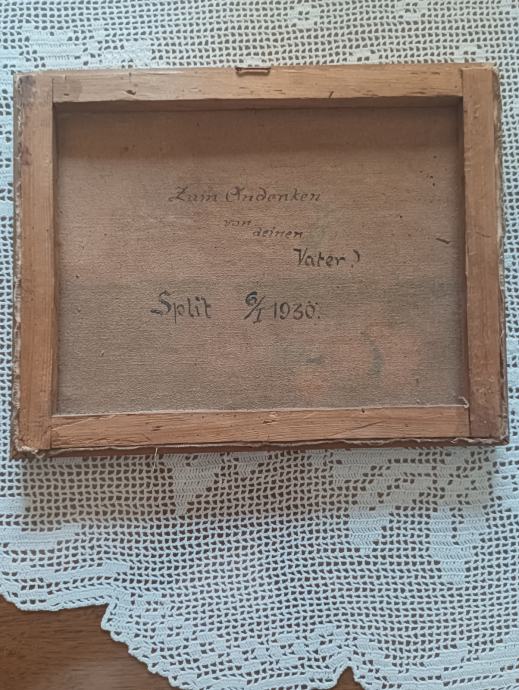 Zum Andenken
von
deinen
Vater!
Split 6/I 1930.